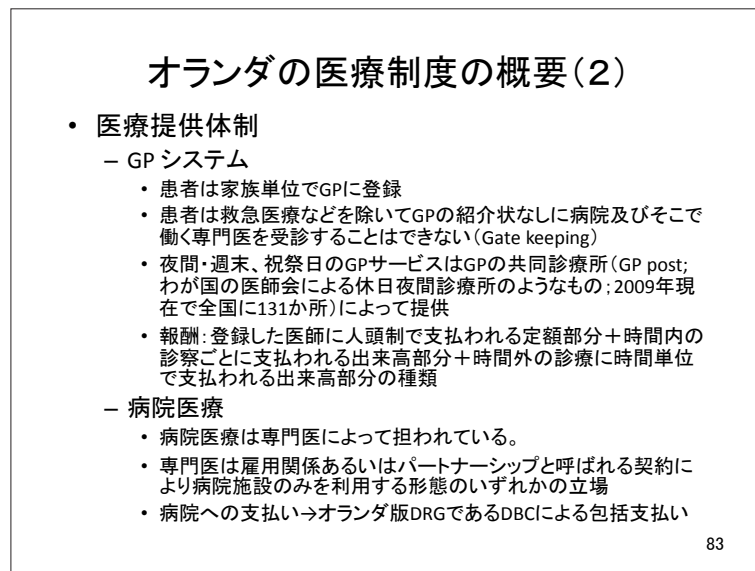 オランダの医療制度の概要(2)
• 医療提供体制
– GP システム
• 患者は家族単位でGPに登録
• 患者は救急医療などを除いてGPの紹介状なしに病院及びそこで
働く専門医を受診することはできない(Gate keeping)
• 夜間・週末、祝祭日のGPサービスはGPの共同診療所(GP post;
わが国の医師会による休日夜間診療所のようなもの;2009年現
在で全国に131か所)によって提供
• 報酬:登録した医師に人頭制で支払われる定額部分+時間内の
診察ごとに支払われる出来高部分+時間外の診療に時間単位
で支払われる出来高部分の種類
– 病院医療
• 病院医療は専門医によって担われている。
• 専門医は雇用関係あるいはパートナーシップと呼ばれる契約に
より病院施設のみを利用する形態のいずれかの立場
• 病院への支払い→オランダ版DRGであるDBCによる包括支払い
83